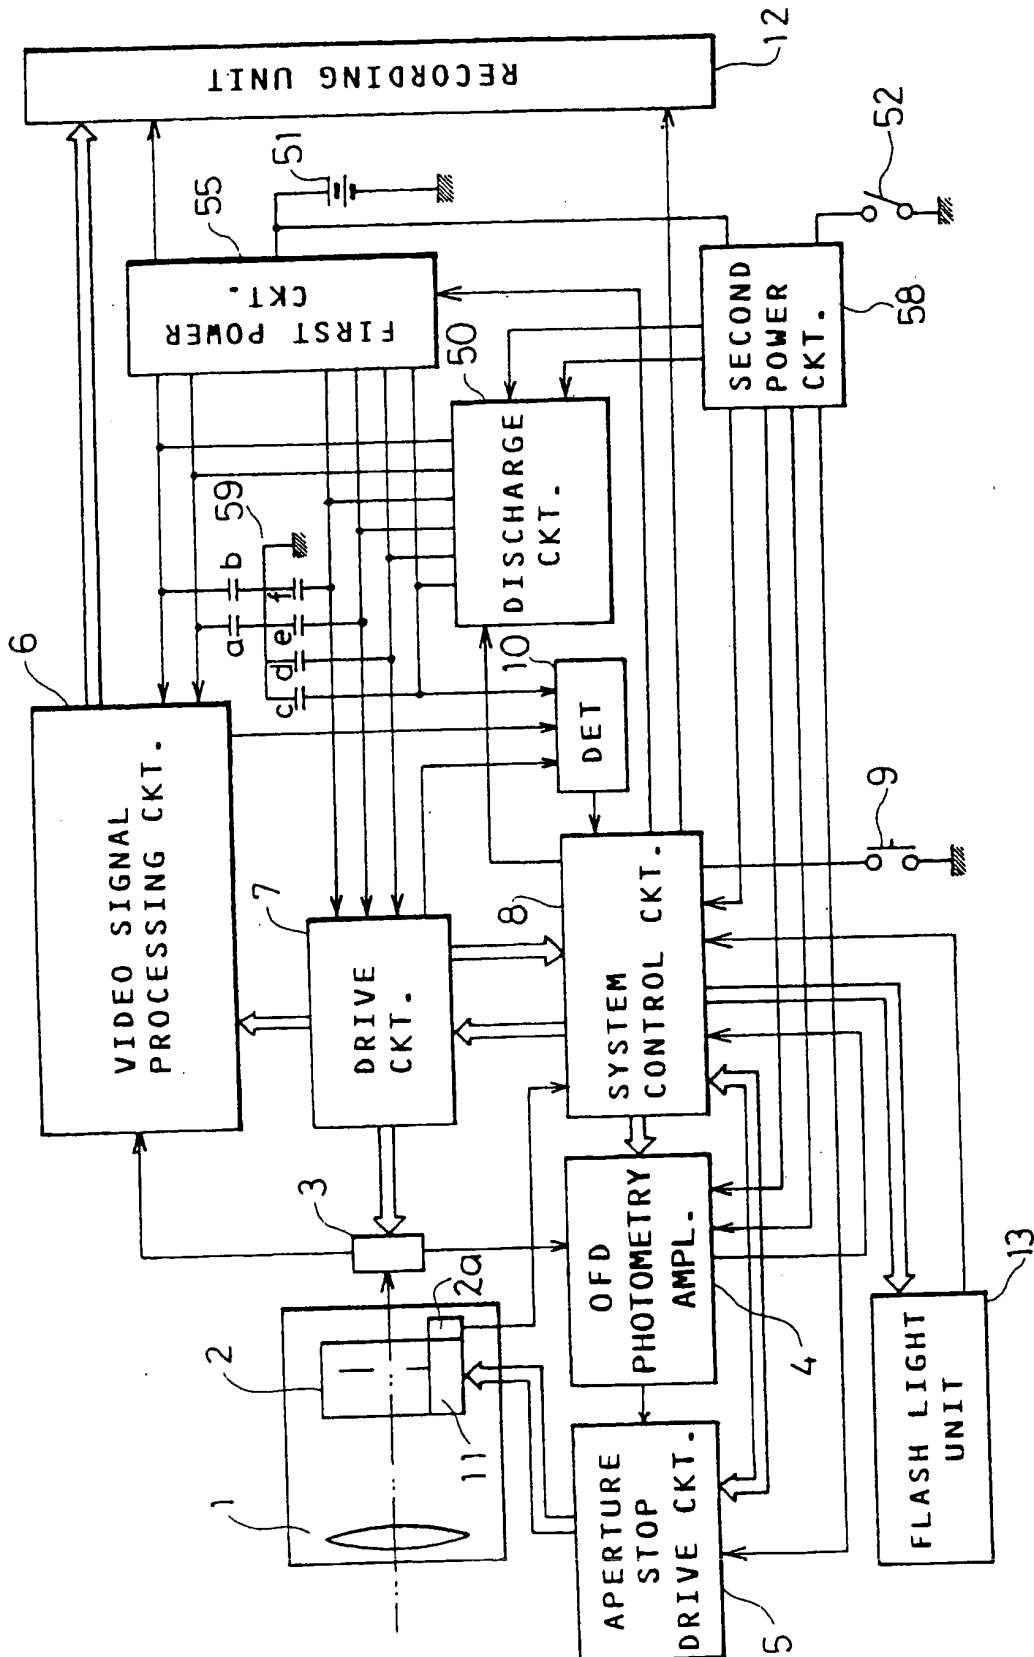 RECORDING UNIT
12
51
55
FIRST POWER
CKT.
52
SECOND
POWER
CKT.
58
50
DISCHARGE
CKT.
59
b
a
f
e
d
c
10
DET
6
VIDEO SIGNAL
PROCESSING CKT.
7
DRIVE
CKT.
8
SYSTEM
CONTROL CKT.
9
3
2a
2
11
1
OFD
PHOTOMETRY
AMPL.
4
APERTURE
STOP
DRIVE CKT.
5
FLASH LIGHT
UNIT
13